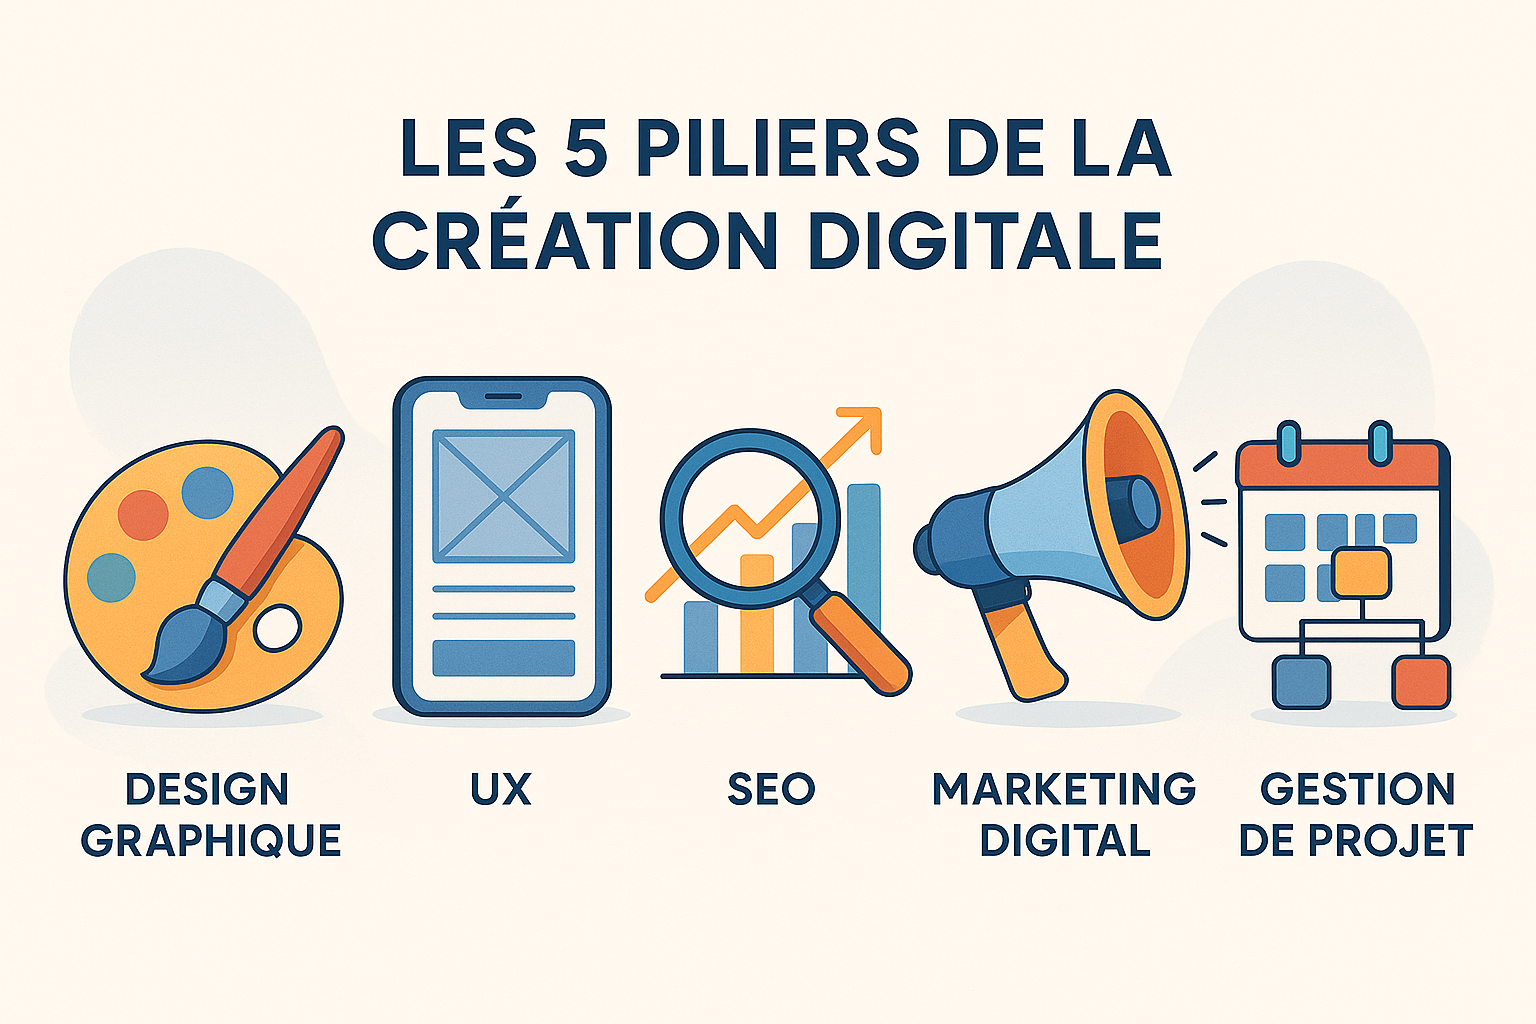 LES 5 PILIERS DE LA
CRÉATION DIGITALE
DESIGN
GRAPHIQUE
UX
SEO
MARKETING
DIGITAL
GESTION
DE PROJET